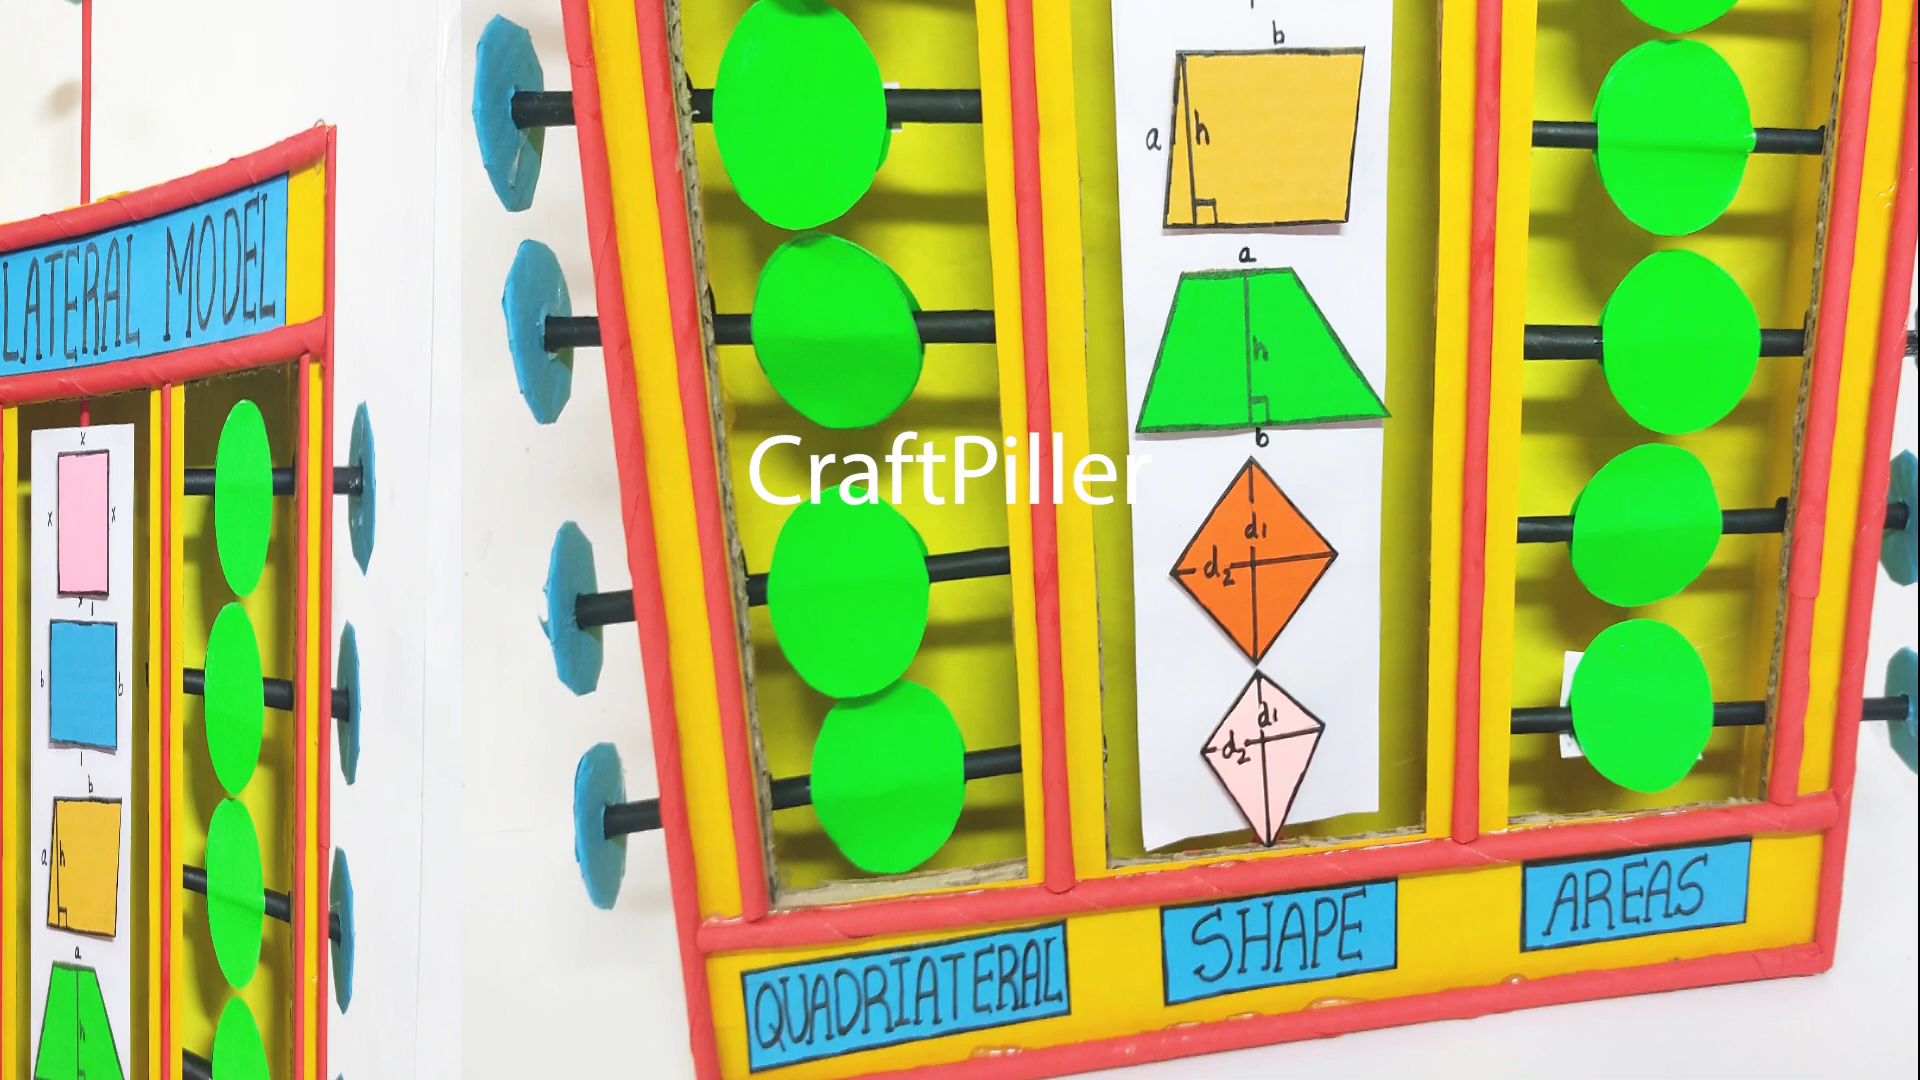 LATERAL MODEL
x
x x
x
l
b b
l
b
a h
a
h
b
a h
a
h
b
d1
d2
d1
d2
CraftPiller
QUADRIATERAL
SHAPE
AREAS